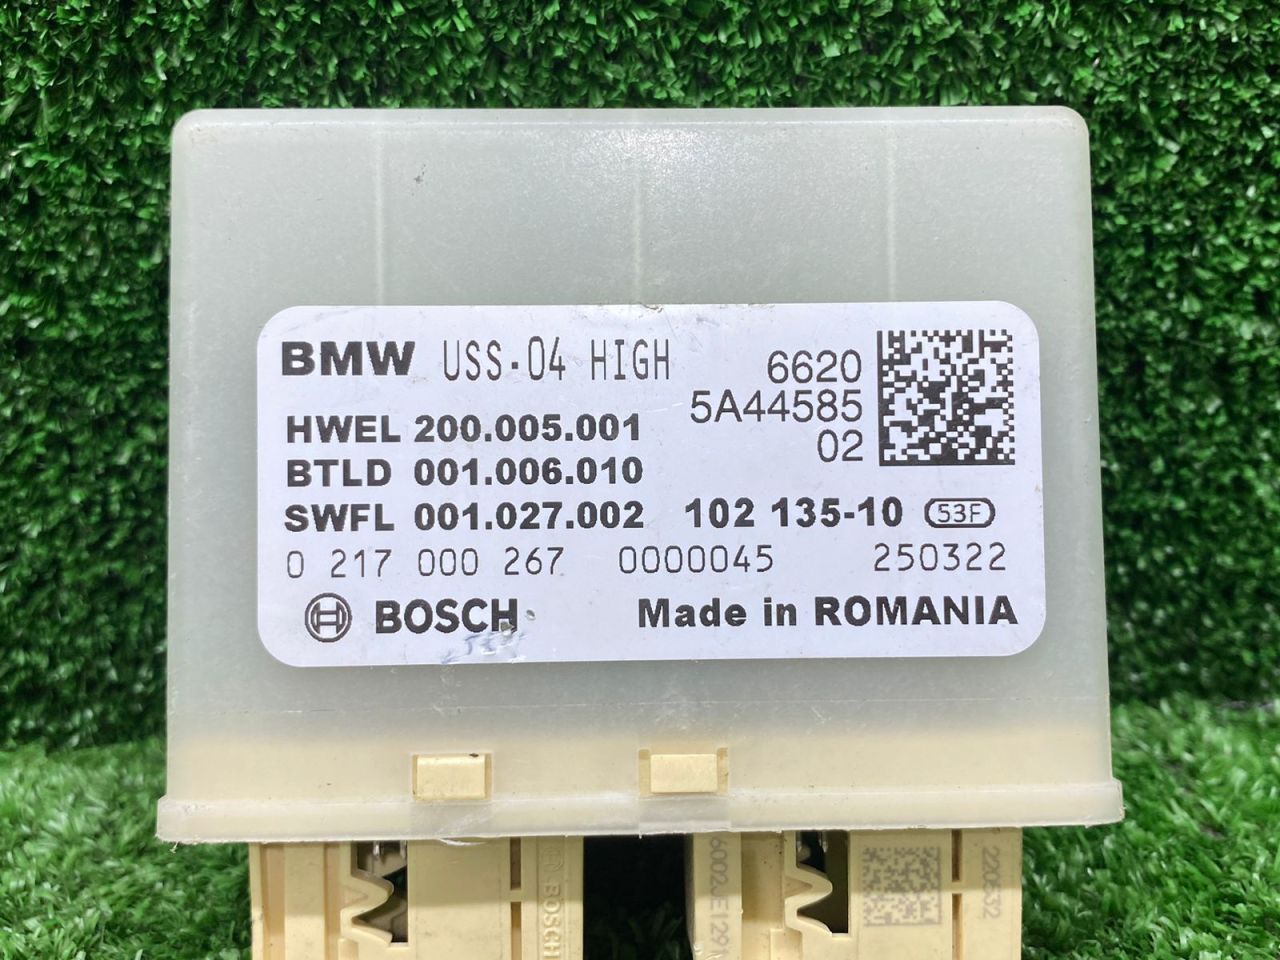 BMW USS-04 HIGH
6620
5A44585
02
HWEL 200.005.001
BTLD 001.006.010
SWFL 001.027.002 102 135-10 53F
0 217 000 267 0000045 250322
BOSCH Made in ROMANIA
BOSCH